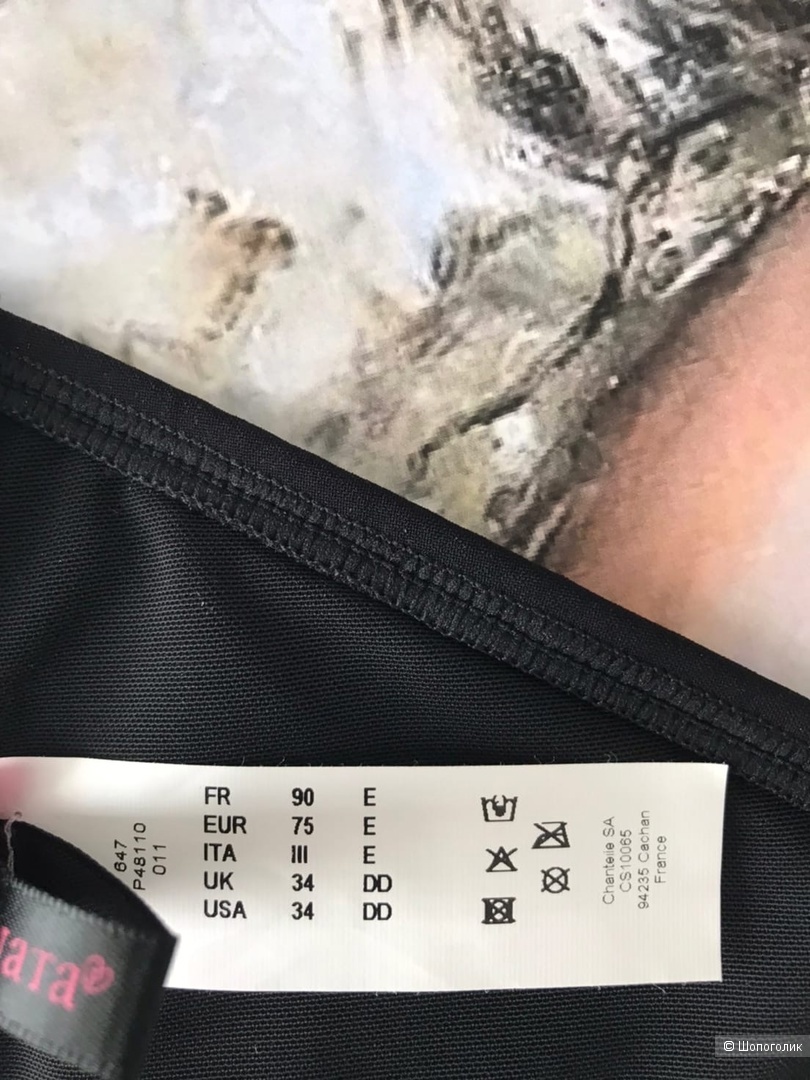 647
P48110
011
FR 90 E
EUR 75 E
ITA III E
UK 34 DD
USA 34 DD
Chantelle SA
CS10065
94235 Cachan
France
© Шопоголик